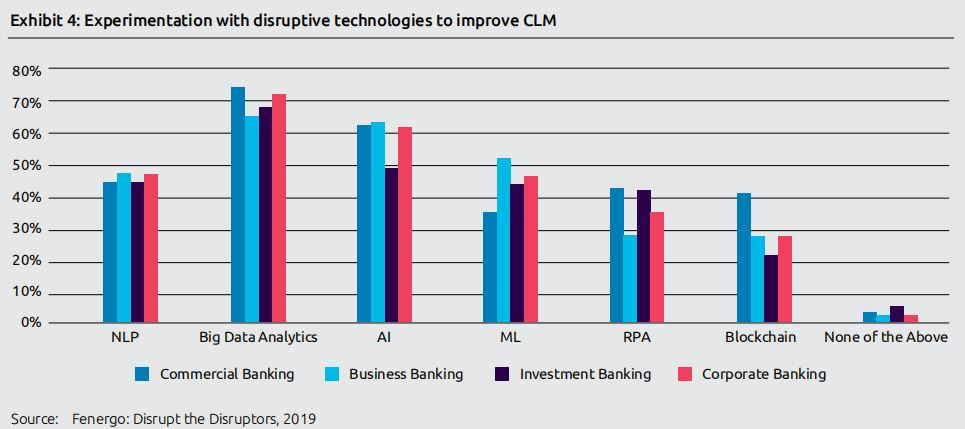 Exhibit 4: Experimentation with disruptive technologies to improve CLM
80%
70%
60%
50%
40%
30%
20%
10%
0%
NLP Big Data Analytics AI ML RPA Blockchain None of the Above
Commercial Banking Business Banking Investment Banking Corporate Banking
Source: Fenergo: Disrupt the Disruptors, 2019